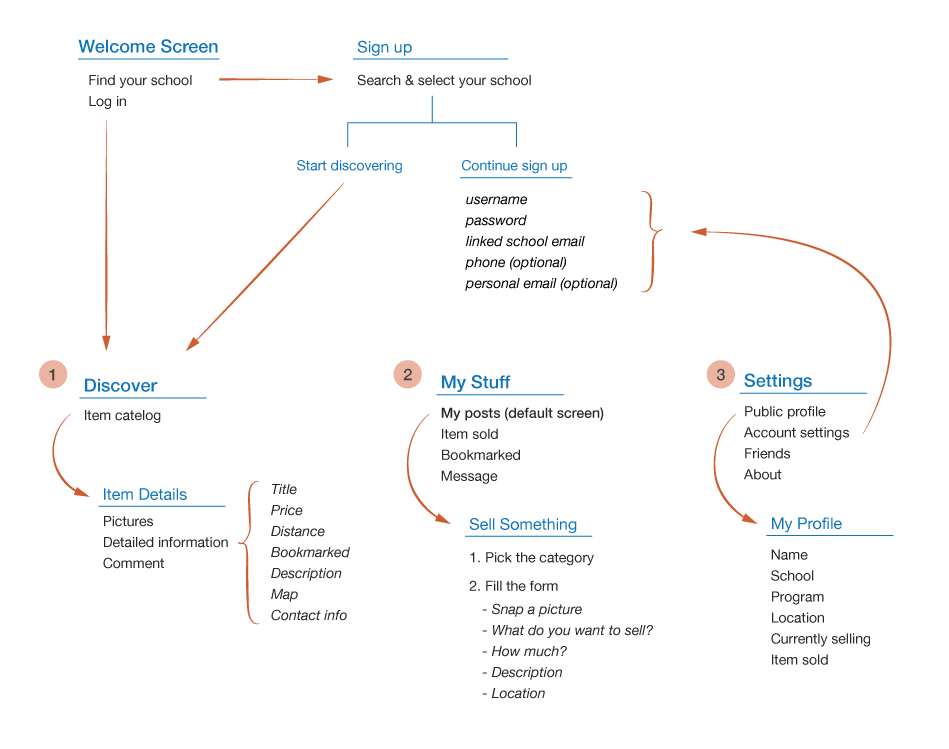 Welcome Screen
Find your school
Log in
Sign up
Search & select your school
Start discovering
Continue sign up
username
password
linked school email
phone (optional)
personal email (optional)
1
Discover
Item catelog
Item Details
Pictures
Detailed information
Comment
Title
Price
Distance
Bookmarked
Description
Map
Contact info
2
My Stuff
My posts (default screen)
Item sold
Bookmarked
Message
Sell Something
1. Pick the category
2. Fill the form
- Snap a picture
- What do you want to sell?
- How much?
- Description
- Location
3
Settings
Public profile
Account settings
Friends
About
My Profile
Name
School
Program
Location
Currently selling
Item sold